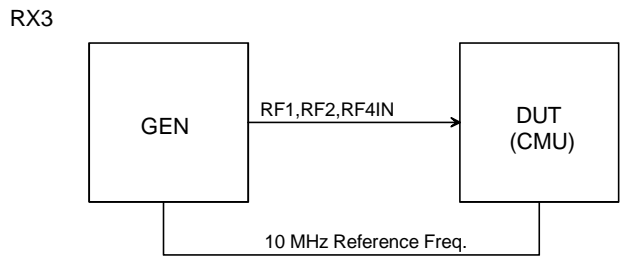 RX3
GEN
RF1,RF2,RF4IN
DUT
(CMU)
10 MHz Reference Freq.